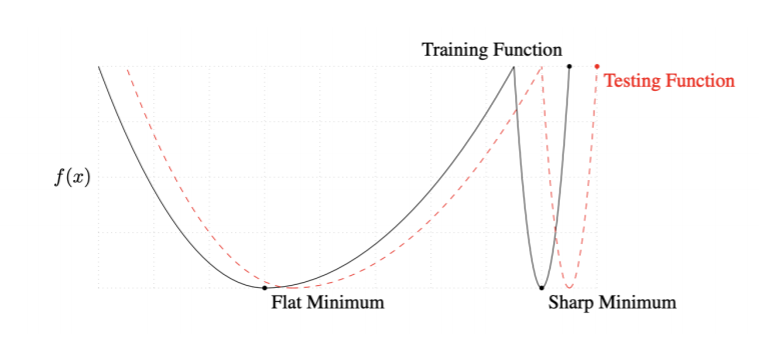 Training Function
Testing Function
f(x)
Flat Minimum
Sharp Minimum